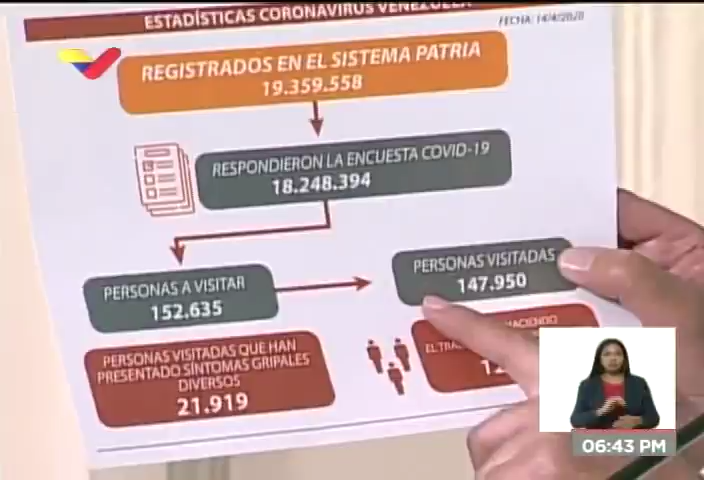 ESTADÍSTICAS CORONAVIRUS VENEZUELA
FECHA: 14/4/2020
REGISTRADOS EN EL SISTEMA PATRIA
19.359.558
RESPONDIERON LA ENCUESTA COVID-19
18.248.394
PERSONAS A VISITAR
152.635
PERSONAS VISITADAS
147.950
PERSONAS VISITADAS QUE HAN
PRESENTADO SÍNTOMAS GRIPALES
DIVERSOS
21.919
HACIENDO
EL
06:43 PM